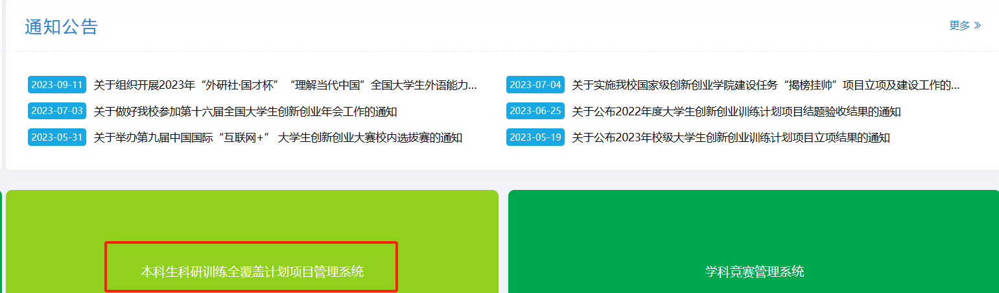 通知公告
更多
2023-09-11 关于组织开展2023年“外研社·国才杯”“理解当代中国”全国大学生外语能力...
2023-07-04 关于实施我校国家级创新创业学院建设任务“揭榜挂帅”项目立项及建设工作的...
2023-07-03 关于做好我校参加第十六届全国大学生创新创业年会工作的通知
2023-06-25 关于公布2022年度大学生创新创业训练计划项目结题验收结果的通知
2023-05-31 关于举办第九届中国国际“互联网+” 大学生创新创业大赛校内选拔赛的通知
2023-05-19 关于公布2023年校级大学生创新创业训练计划项目立项结果的通知
本科生科研训练全覆盖计划项目管理系统
学科竞赛管理系统